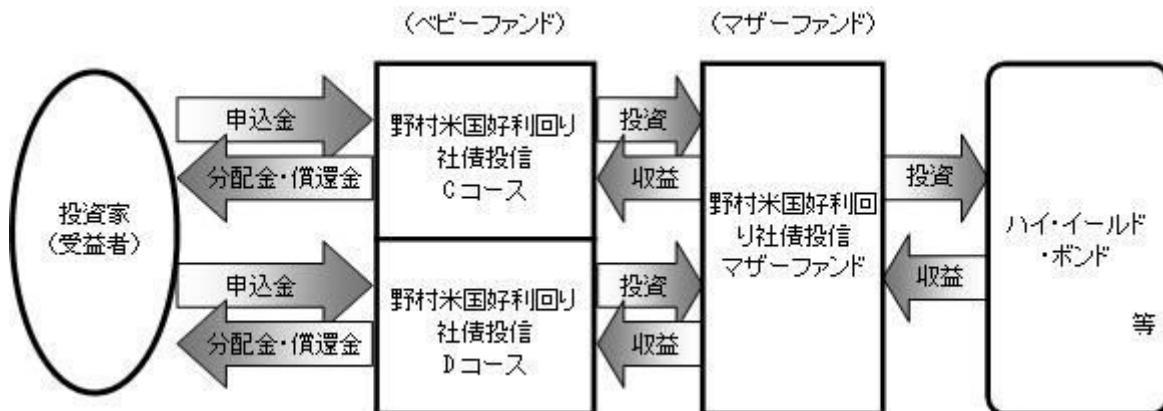 (ベビーファンド)
(マザーファンド)
投資家
(受益者)
申込金
分配金・償還金
申込金
分配金・償還金
野村米国好利回り
社債投信
Cコース
野村米国好利回り
社債投信
Dコース
投資
収益
投資
収益
野村米国好利回
り社債投信
マザーファンド
投資
収益
ハイ・イールド
・ボンド
等